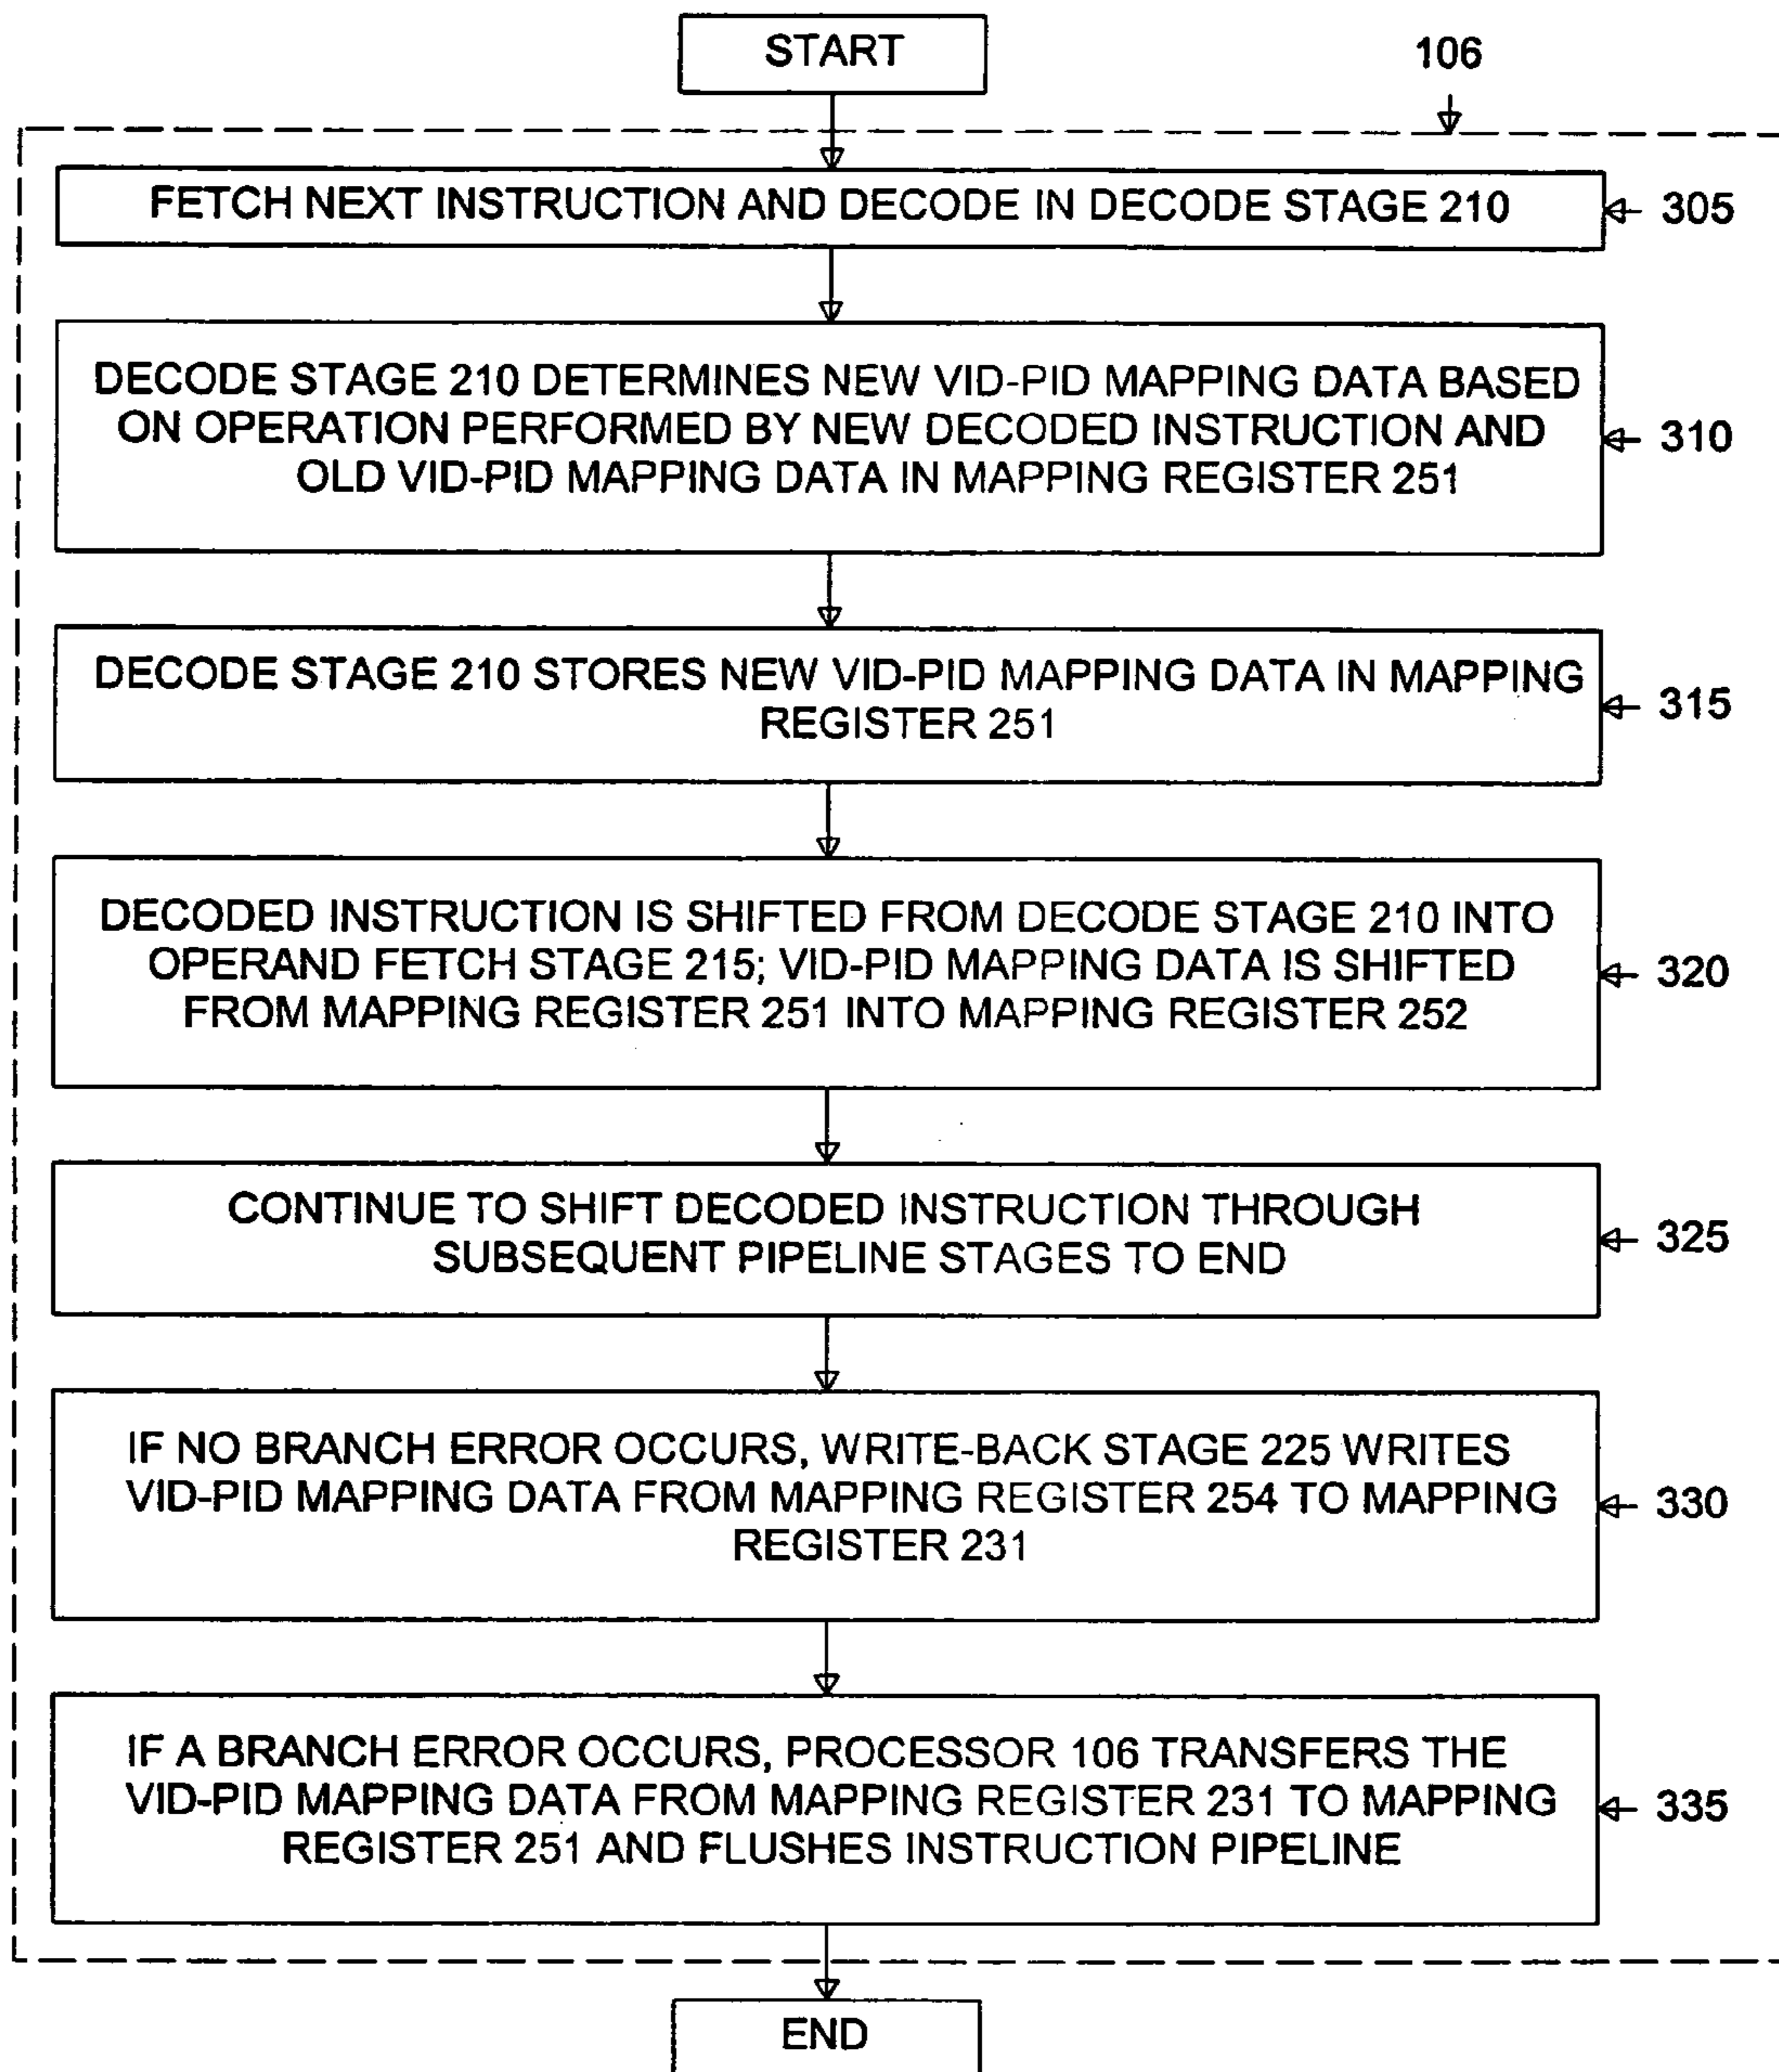 START
106
FETCH NEXT INSTRUCTION AND DECODE IN DECODE STAGE 210
305
DECODE STAGE 210 DETERMINES NEW VID-PID MAPPING DATA BASED
ON OPERATION PERFORMED BY NEW DECODED INSTRUCTION AND
OLD VID-PID MAPPING DATA IN MAPPING REGISTER 251
310
DECODE STAGE 210 STORES NEW VID-PID MAPPING DATA IN MAPPING
REGISTER 251
315
DECODED INSTRUCTION IS SHIFTED FROM DECODE STAGE 210 INTO
OPERAND FETCH STAGE 215; VID-PID MAPPING DATA IS SHIFTED
FROM MAPPING REGISTER 251 INTO MAPPING REGISTER 252
320
CONTINUE TO SHIFT DECODED INSTRUCTION THROUGH
SUBSEQUENT PIPELINE STAGES TO END
325
IF NO BRANCH ERROR OCCURS, WRITE-BACK STAGE 225 WRITES
VID-PID MAPPING DATA FROM MAPPING REGISTER 254 TO MAPPING
REGISTER 231
330
IF A BRANCH ERROR OCCURS, PROCESSOR 106 TRANSFERS THE
VID-PID MAPPING DATA FROM MAPPING REGISTER 231 TO MAPPING
REGISTER 251 AND FLUSHES INSTRUCTION PIPELINE
335
END